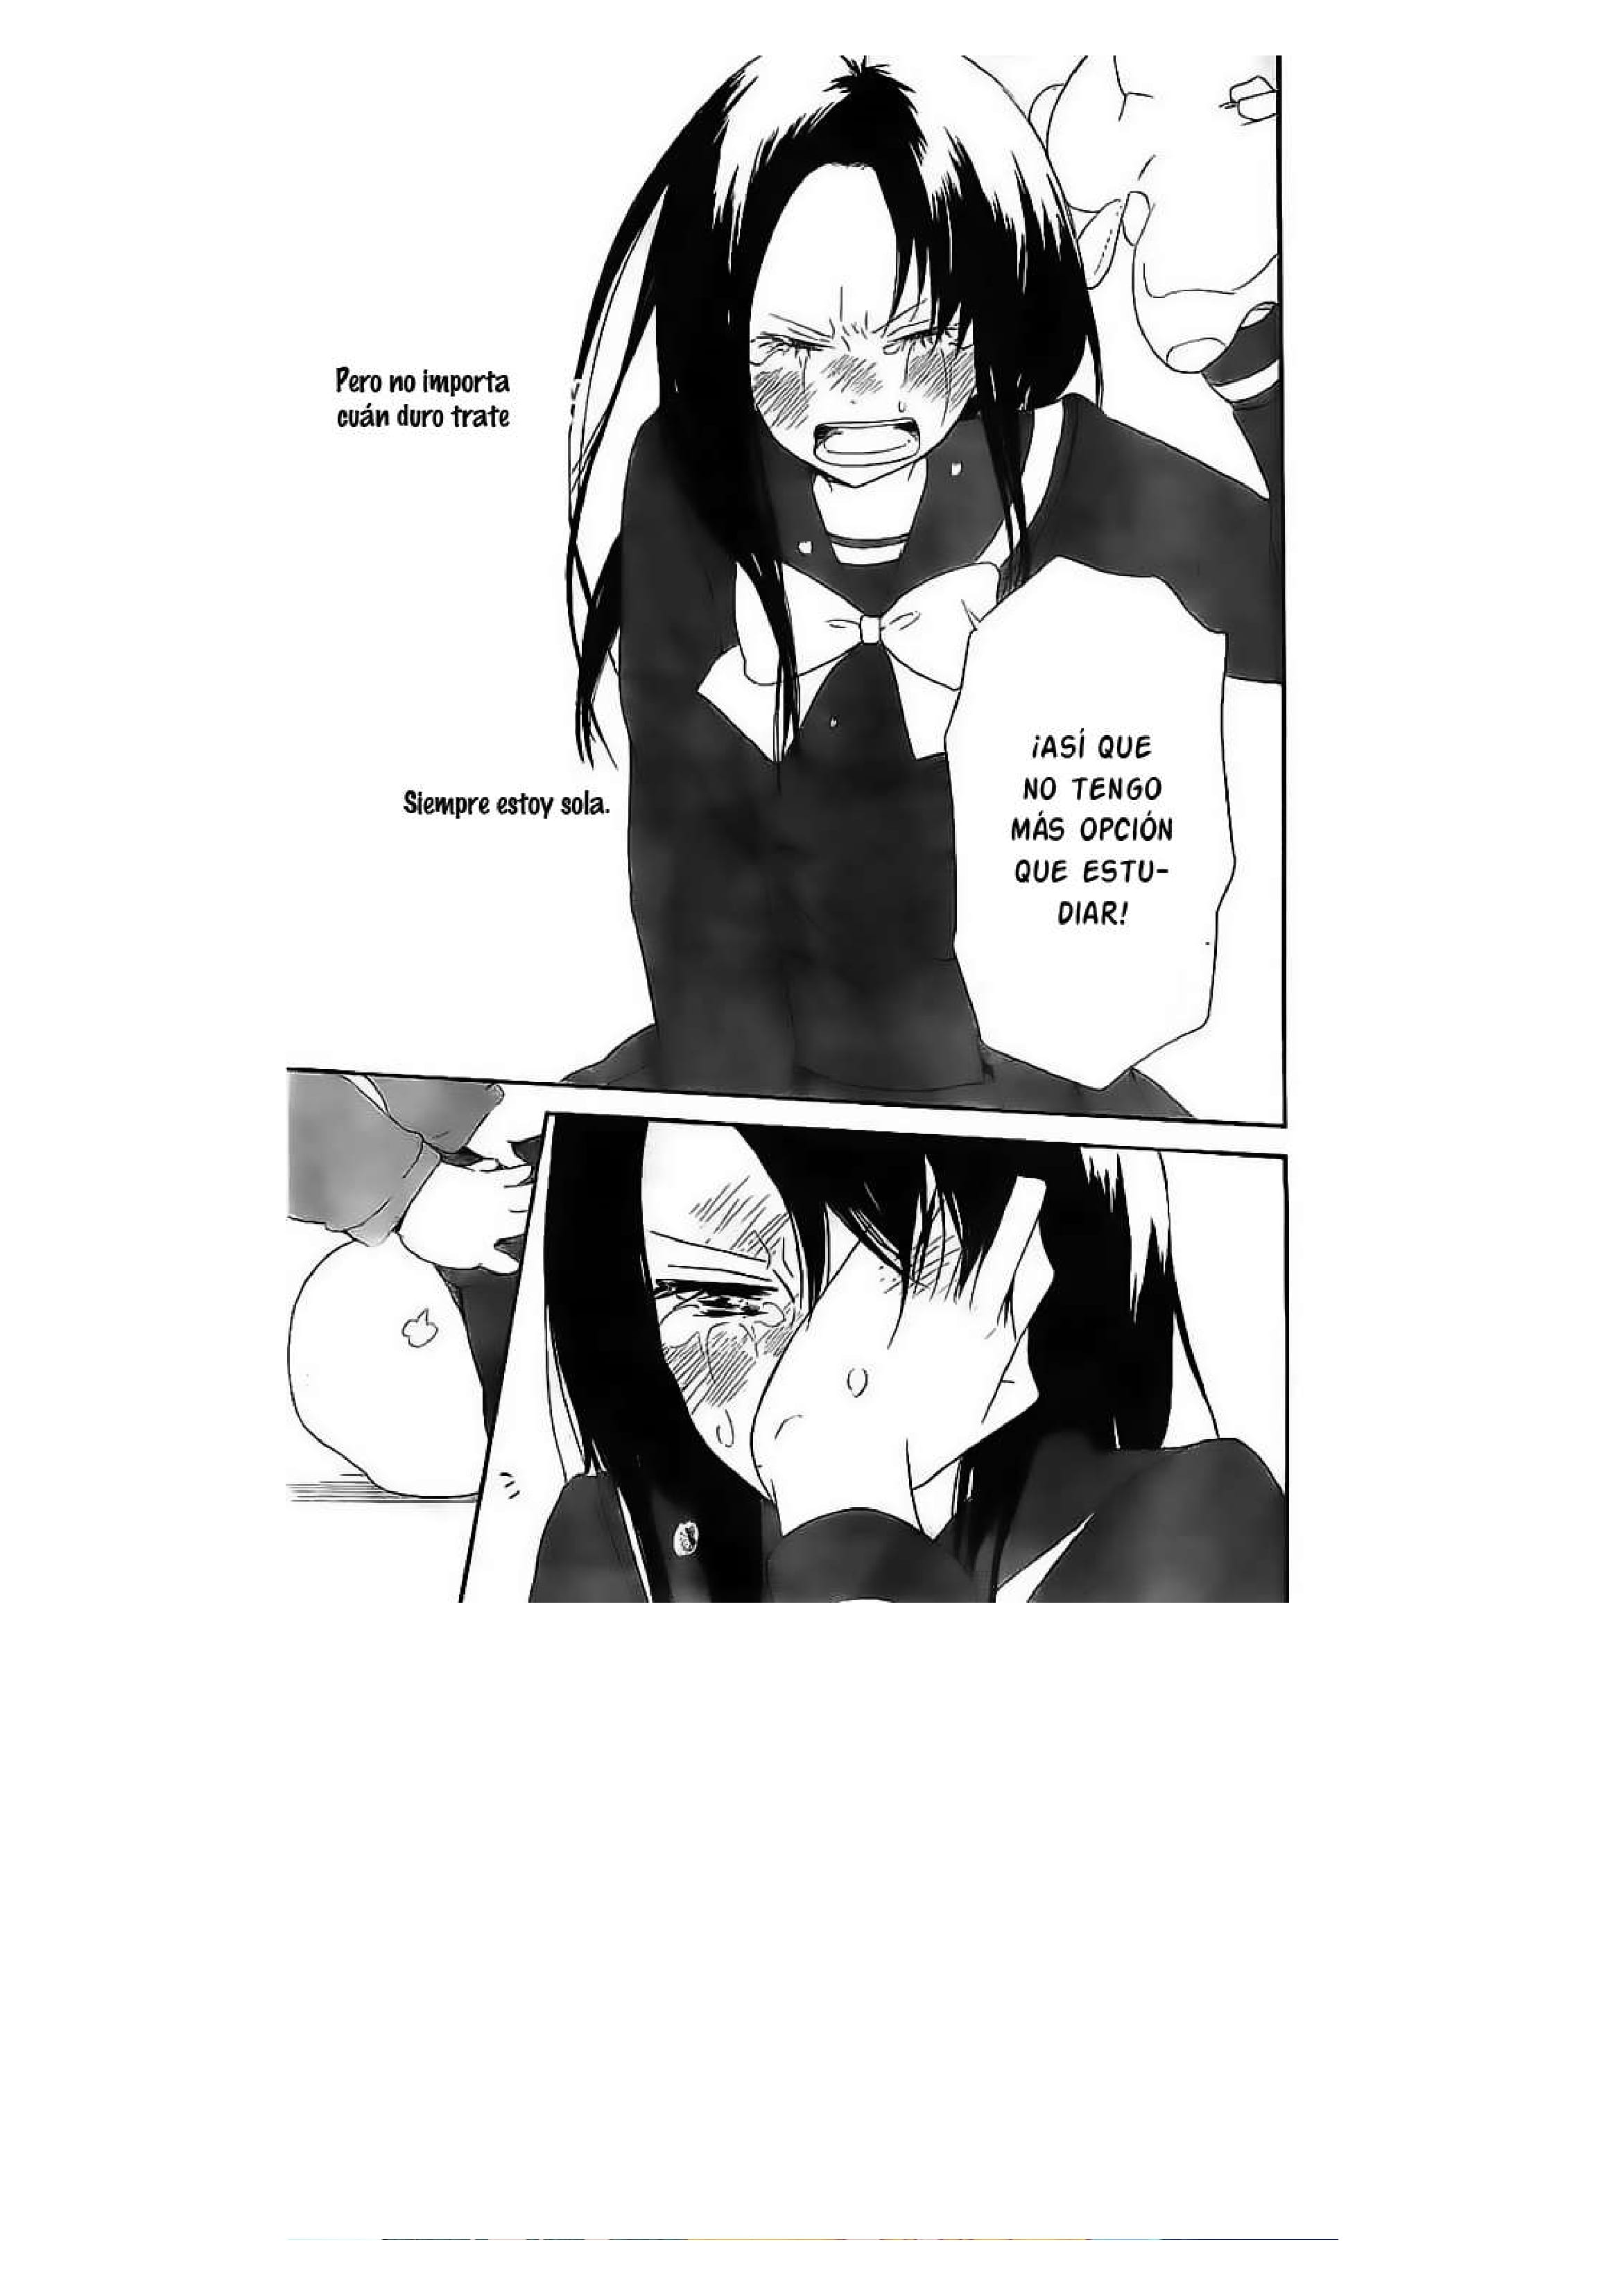 Pero no importa
cuán duro trate
¡ASÍ QUE
NO TENGO
MÁS OPCIÓN
QUE ESTU-
DIAR!
Siempre estoy sola.